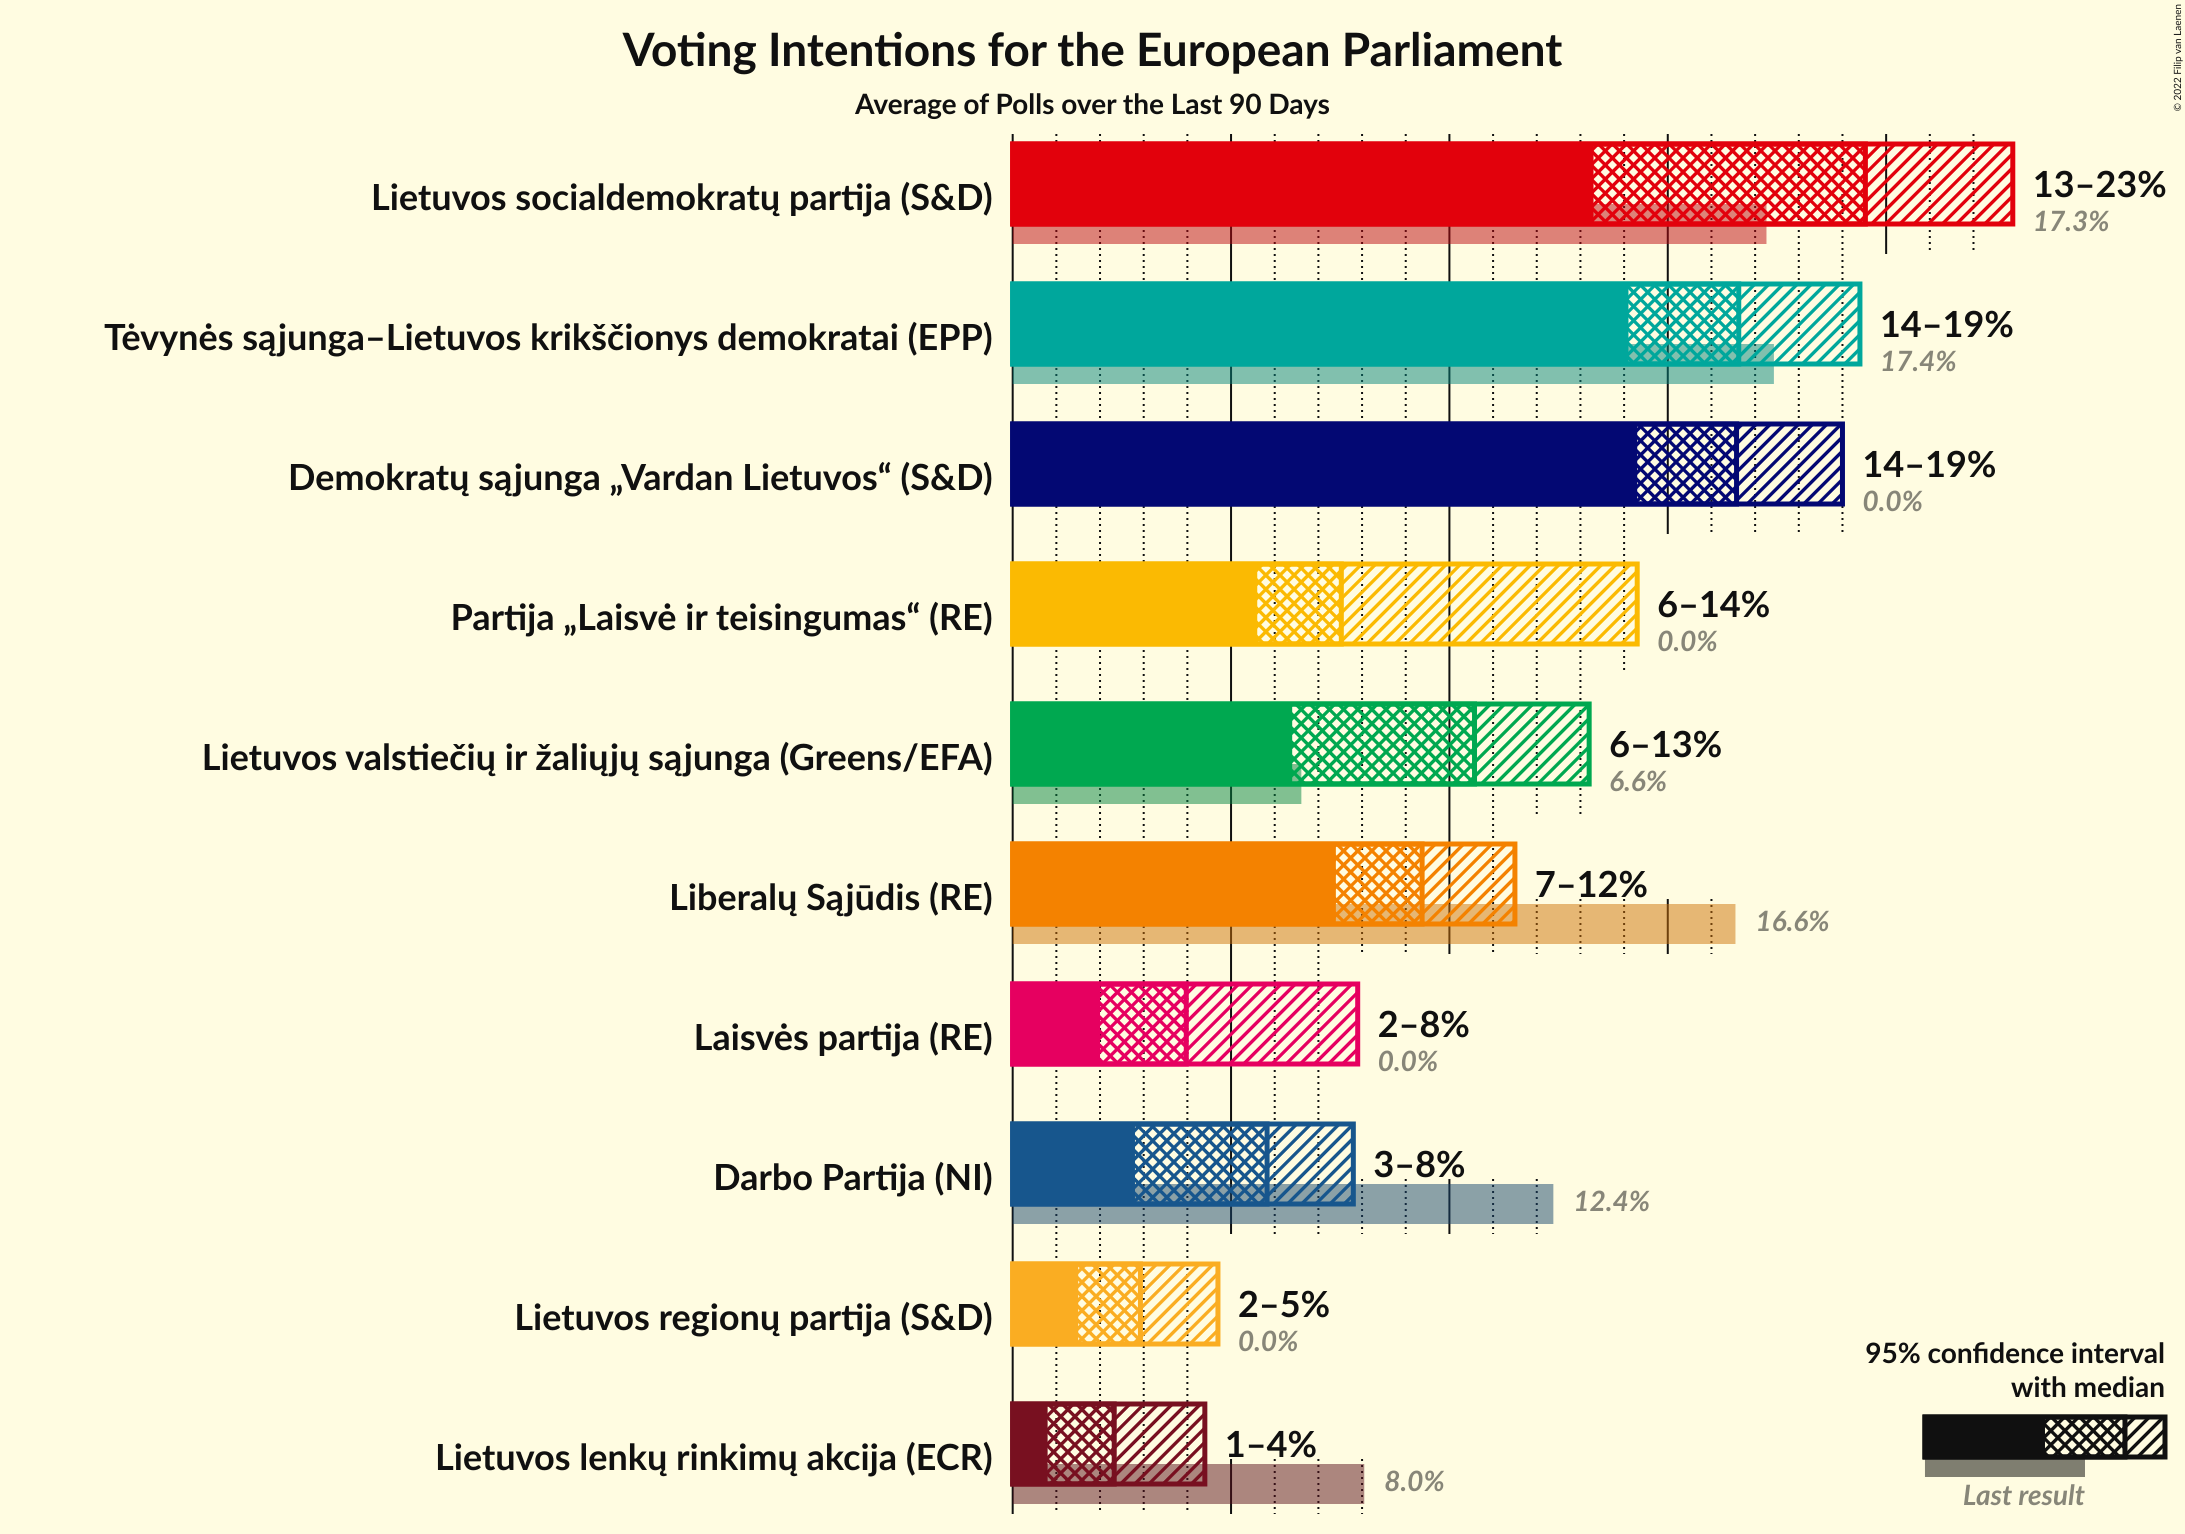 Voting Intentions for the European Parliament
Average of Polls over the Last 90 Days
© 2022 Filip van Laenen
Lietuvos socialdemokratų partija (S&D)
13–23%
17.3%
Tėvynės sąjunga–Lietuvos krikščionys demokratai (EPP)
14–19%
17.4%
Demokratų sąjunga „Vardan Lietuvos“ (S&D)
14–19%
0.0%
Partija „Laisvė ir teisingumas“ (RE)
6–14%
0.0%
Lietuvos valstiečių ir žaliųjų sąjunga (Greens/EFA)
6–13%
6.6%
Liberalų Sąjūdis (RE)
7–12%
16.6%
Laisvės partija (RE)
2–8%
0.0%
Darbo Partija (NI)
3–8%
12.4%
Lietuvos regionų partija (S&D)
2–5%
0.0%
Lietuvos lenkų rinkimų akcija (ECR)
1–4%
8.0%
95% confidence interval
with median
Last result